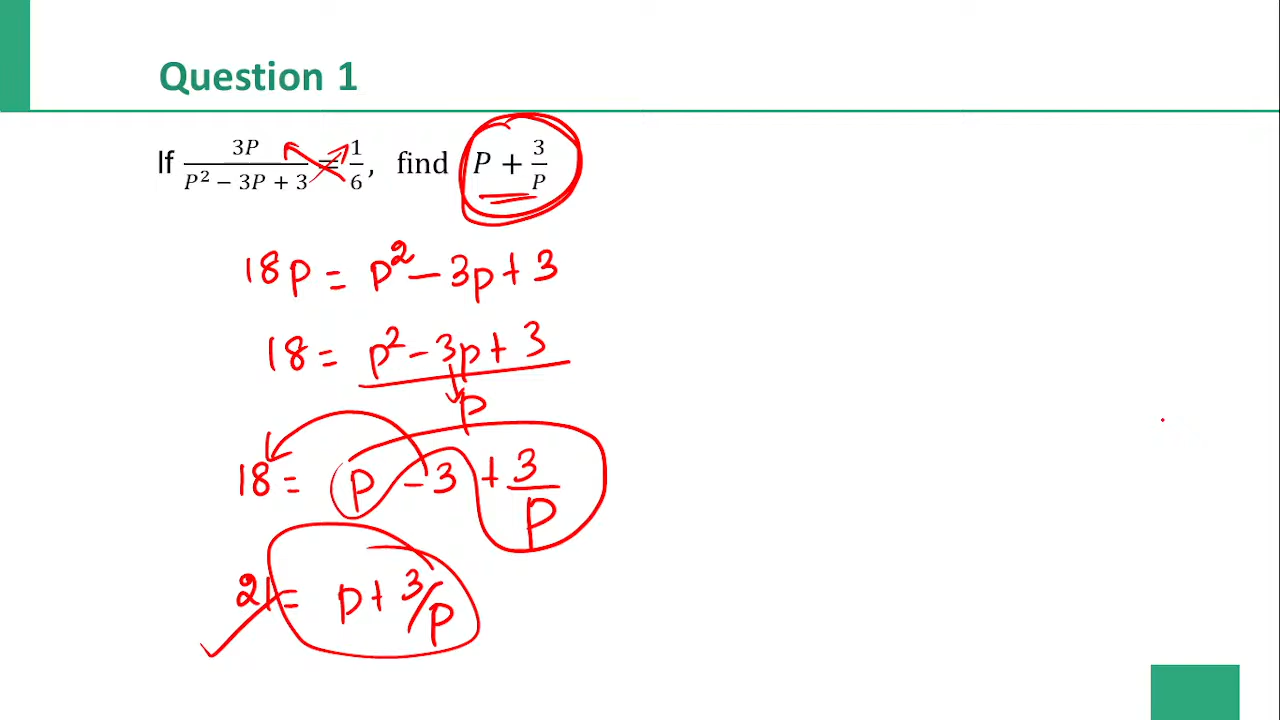 Question 1
If 3P/(P² − 3P + 3) = 1/6, find P + 3/P
18p = p² − 3p + 3
18 = (p² − 3p + 3)/p
18 = p − 3 + 3/p
21 = p + 3/p